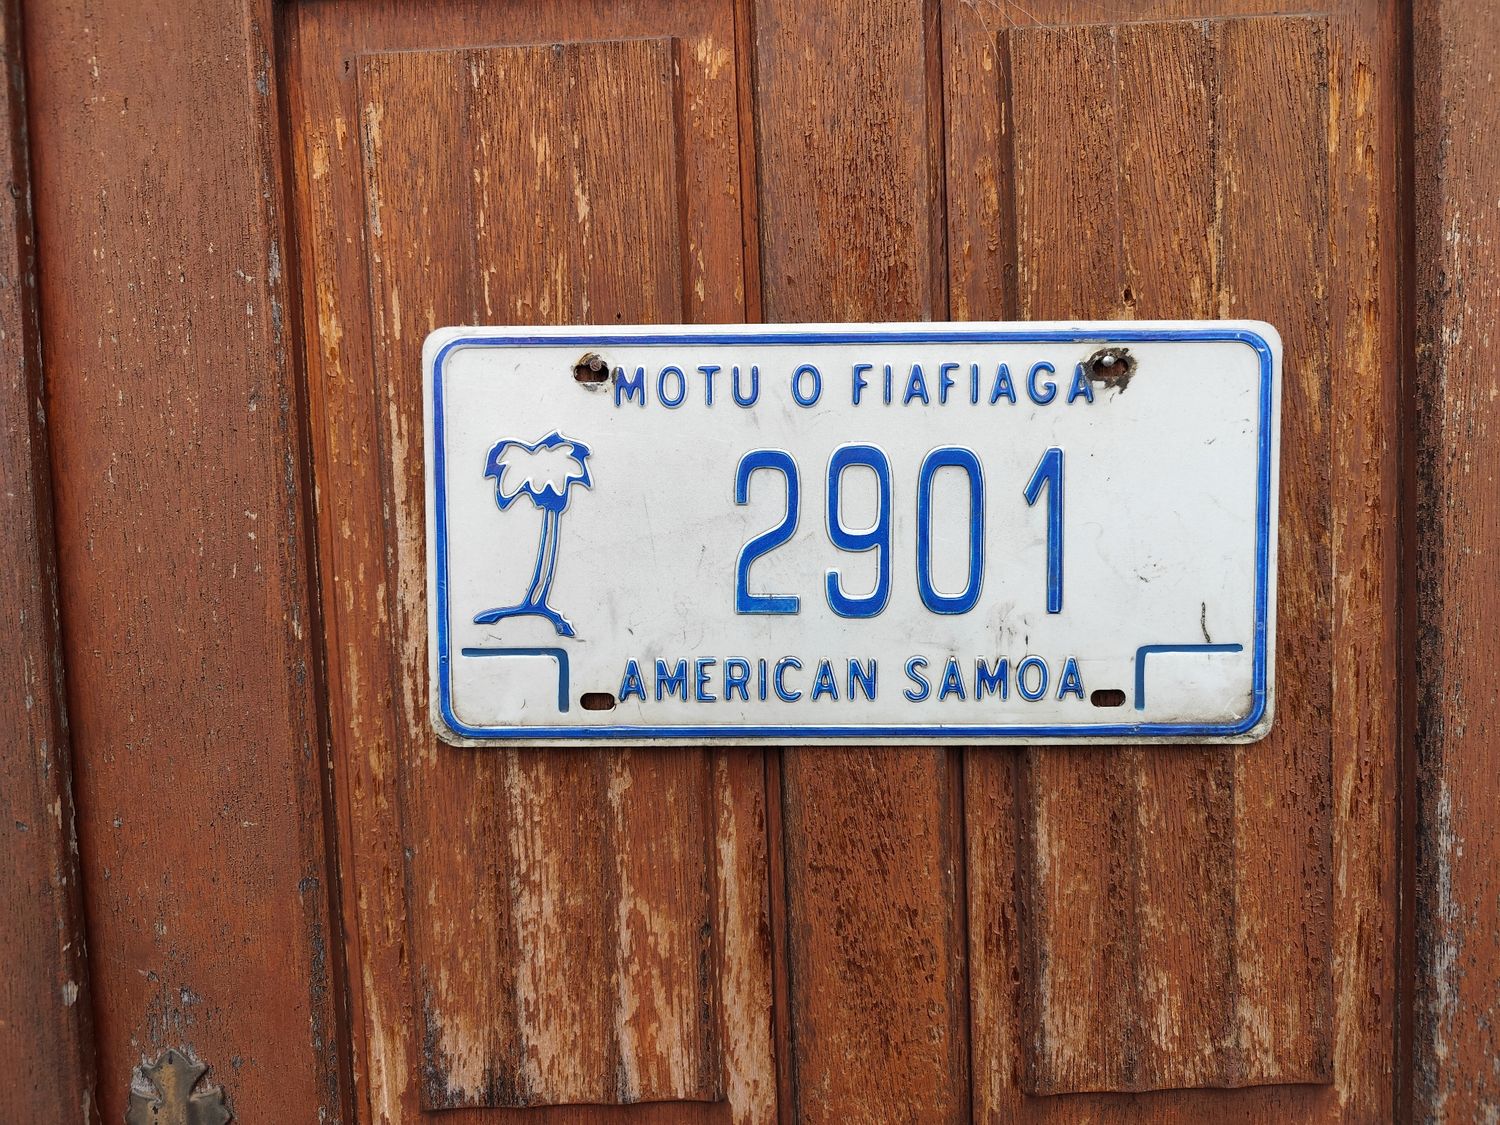 MOTU O FIAFIAGA
2901
AMERICAN SAMOA